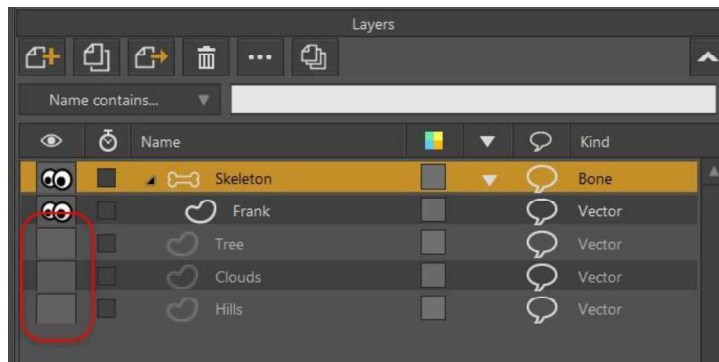 Layers
Name contains...
Name Kind
Skeleton Bone
Frank Vector
Tree Vector
Clouds Vector
Hills Vector